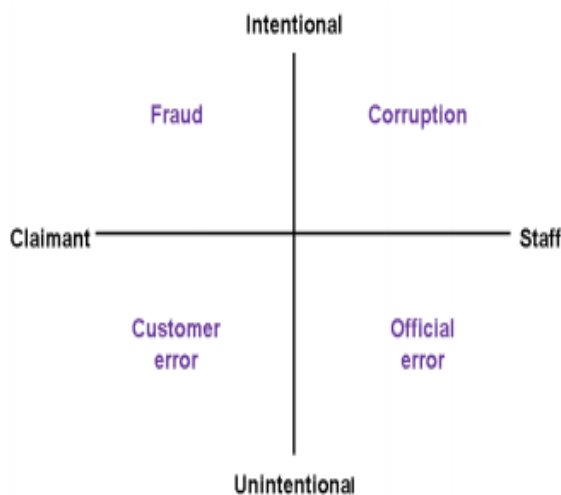 Intentional
Fraud
Corruption
Claimant
Staff
Customer
error
Official
error
Unintentional